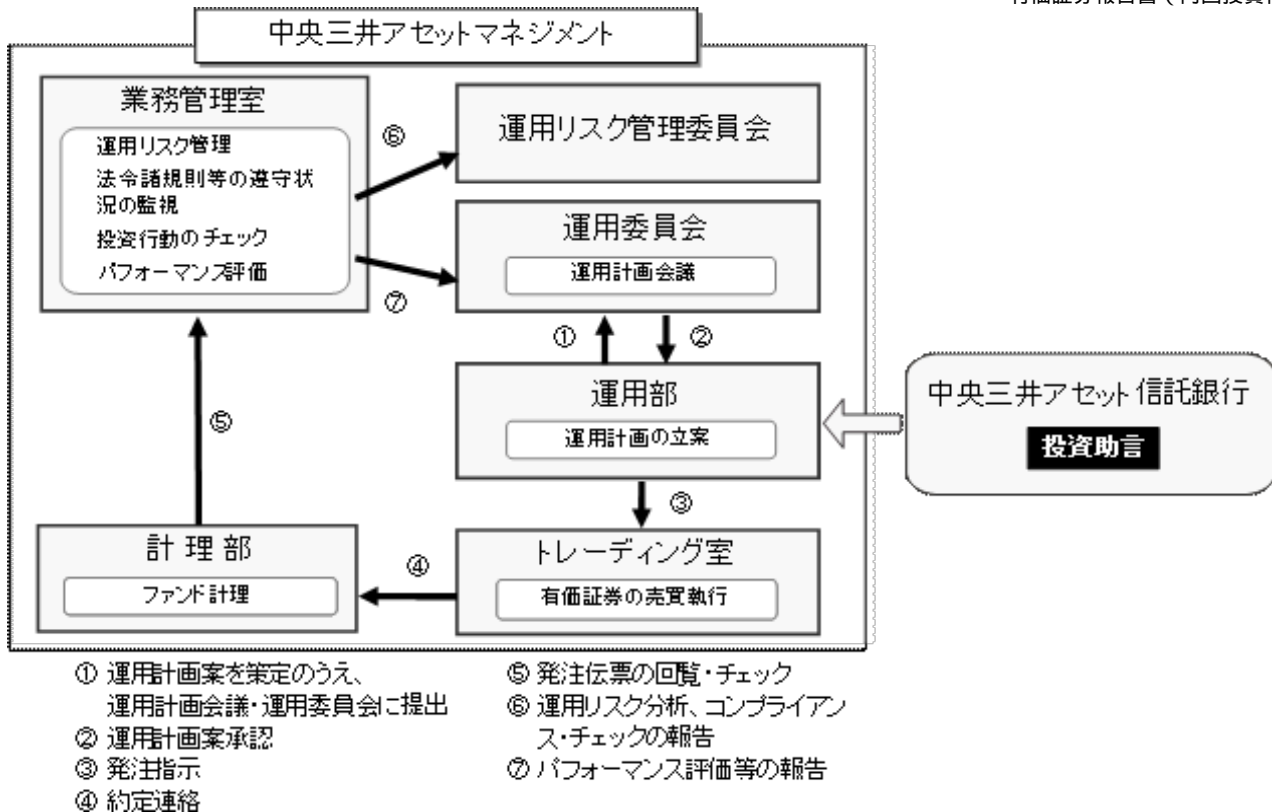 中央三井アセットマネジメント
業務管理室
運用リスク管理
法令諸規則等の遵守状
況の監視
投資行動のチェック
パフォーマンス評価
⑥
⑦
運用リスク管理委員会
運用委員会
運用計画会議
①
②
運用部
運用計画の立案
中央三井アセット信託銀行
投資助言
⑤
③
計理部
ファンド計理
④
トレーディング室
有価証券の売買執行
① 運用計画案を策定のうえ、
運用計画会議・運用委員会に提出
② 運用計画案承認
③ 発注指示
④ 約定連絡
⑤ 発注伝票の回覧・チェック
⑥ 運用リスク分析、コンプライアン
ス・チェックの報告
⑦ パフォーマンス評価等の報告